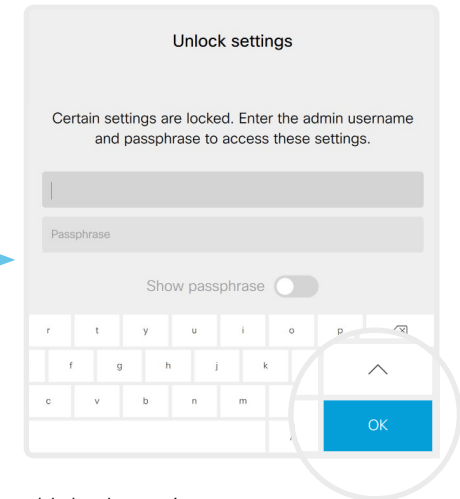 Unlock settings
Certain settings are locked. Enter the admin username
and passphrase to access these settings.
Passphrase
Show passphrase
r t y u i o p
f g h j k
c v b n m
OK